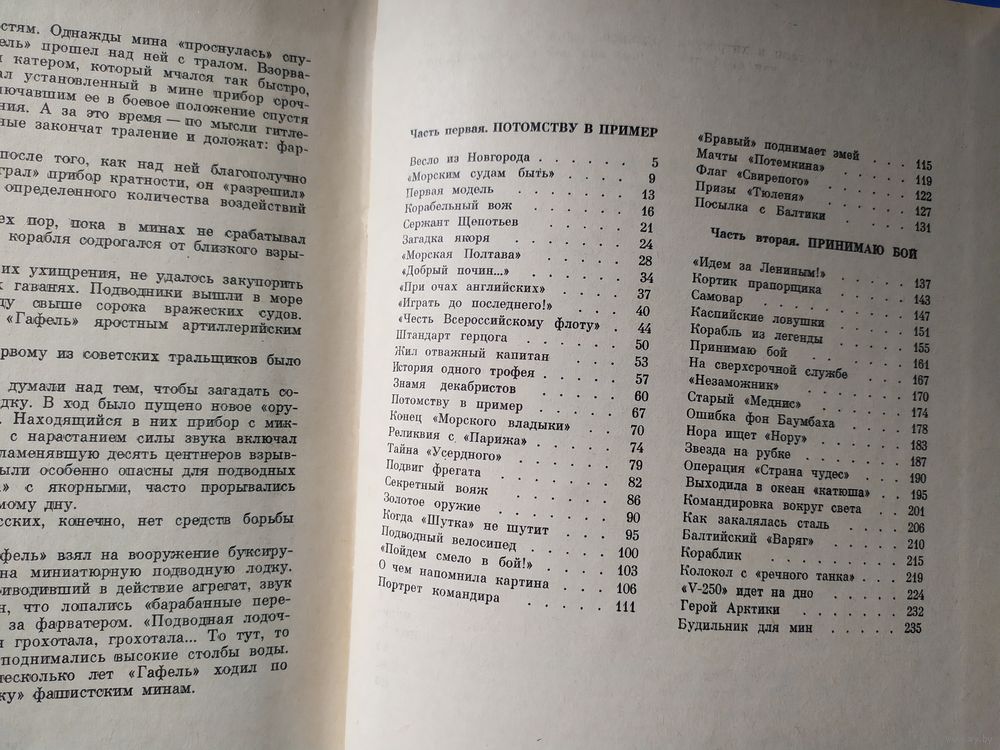 стям. Однажды мина «проснулась» спу-
ель» прошел над ней с тралом. Взорва-
катером, который мчался так быстро,
ал установленный в мине прибор сроч-
ключавшим ее в боевое положение спустя
ния. А за это время — по мысли гитле-
ные закончат траление и доложат: фар-
после того, как над ней благополучно
грал» прибор кратности, он «разрешил»
определенного количества воздействий
ех пор, пока в минах не срабатывал
корабля содрогался от близкого взры-
их ухищрения, не удалось закупорить
гаванях. Подводники вышли в море
ду свыше сорока вражеских судов.
«Гафель» яростным артиллерийским
рвому из советских тральщиков было
думали над тем, чтобы загадать со-
дку. В ход было пущено новое «ору-
Находящийся в них прибор с мик-
с нарастанием силы звука включал
ламенявшую десять центнеров взрыв-
ыли особенно опасны для подводных
» с якорными, часто прорывались
мому дну.
сских, конечно, нет средств борьбы
фель» взял на вооружение буксиру-
на миниатюрную подводную лодку.
иводивший в действие агрегат, звук
н, что лопались «барабанные пере-
за фарватером. «Подводная лодоч-
грохотала, грохотала... То тут, то
поднимались высокие столбы воды.
несколько лет «Гафель» ходил по
ку» фашистским минам.
Часть первая. ПОТОМСТВУ В ПРИМЕР
Весло из Новгорода . . . . . . 5
«Морским судам быть» . . . . . 9
Первая модель . . . . . . . 13
Корабельный вож . . . . . . 16
Сержант Щепотьев . . . . . . 21
Загадка якоря . . . . . . 24
«Морская Полтава» . . . . . . 28
«Добрый почин...» . . . . . . 34
«При очах английских» . . . . . 37
«Играть до последнего!» . . . . . 40
«Честь Всероссийскому флоту» . . . 44
Штандарт герцога . . . . . . 50
Жил отважный капитан . . . . . 53
История одного трофея . . . . . 57
Знамя декабристов . . . . . . 60
Потомству в пример . . . . . . 67
Конец «Морского владыки» . . . . 70
Реликвия с «Парижа» . . . . . . 74
Тайна «Усердного» . . . . . . 79
Подвиг фрегата . . . . . . . 82
Секретный вояж . . . . . . . 86
Золотое оружие . . . . . . . 90
Когда «Шутка» не шутит . . . . . 95
Подводный велосипед . . . . . . 100
«Пойдем смело в бой!» . . . . . 103
О чем напомнила картина . . . . . 106
Портрет командира . . . . . . 111
«Бравый» поднимает змей . . . 115
Мачты «Потемкина» . . . . . 119
Флаг «Свирепого» . . . . . 122
Призы «Тюленя» . . . . . 127
Посылка с Балтики . . . . . 131
Часть вторая. ПРИНИМАЮ БОЙ
«Идем за Лениным!» . . . . . 137
Кортик прапорщика . . . . . 143
Самовар . . . . . . . . 147
Каспийские ловушки . . . . . 151
Корабль из легенды . . . . . 155
Принимаю бой . . . . . . 161
На сверхсрочной службе . . . . 167
«Незаможник» . . . . . . 170
Старый «Меднис» . . . . . 174
Ошибка фон Баумбаха . . . . 178
Нора ищет «Нору» . . . . . 183
Звезда на рубке . . . . . . 187
Операция «Страна чудес» . . . . 190
Выходила в океан «катюша» . . . 195
Командировка вокруг света . . . 201
Как закалялась сталь . . . . . 206
Балтийский «Варяг» . . . . . 210
Кораблик . . . . . . . . 215
Колокол с «речного танка» . . . . 219
«V-250» идет на дно . . . . . 224
Герой Арктики . . . . . . 232
Будильник для мин . . . . . 235